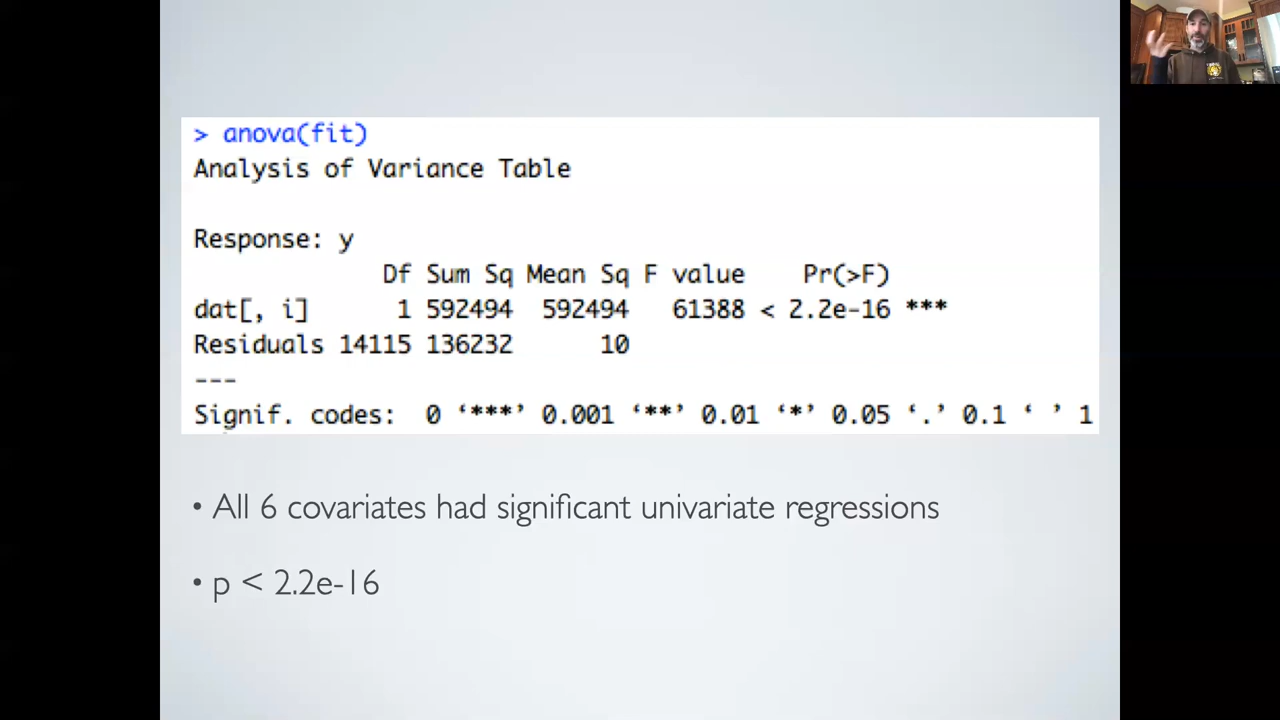 > anova(fit)
Analysis of Variance Table
Response: y
Df Sum Sq Mean Sq F value Pr(>F)
dat[, i] 1 592494 592494 61388 < 2.2e-16 ***
Residuals 14115 136232 10
---
Signif. codes: 0 ‘***’ 0.001 ‘**’ 0.01 ‘*’ 0.05 ‘.’ 0.1 ‘ ’ 1
• All 6 covariates had significant univariate regressions
• p < 2.2e-16